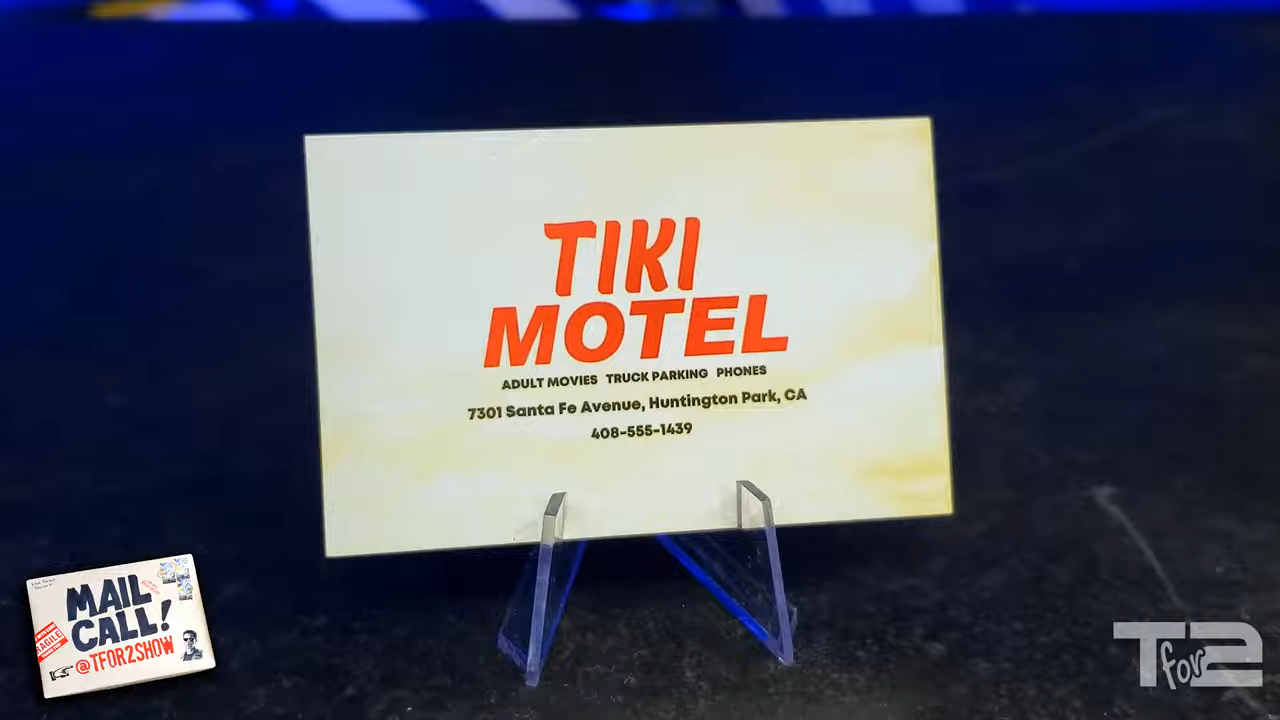 TIKI
MOTEL
ADULT MOVIES TRUCK PARKING PHONES
7301 Santa Fe Avenue, Huntington Park, CA
408-555-1439
MAIL
CALL!
FRAGILE
@TFOR2SHOW
T for 2